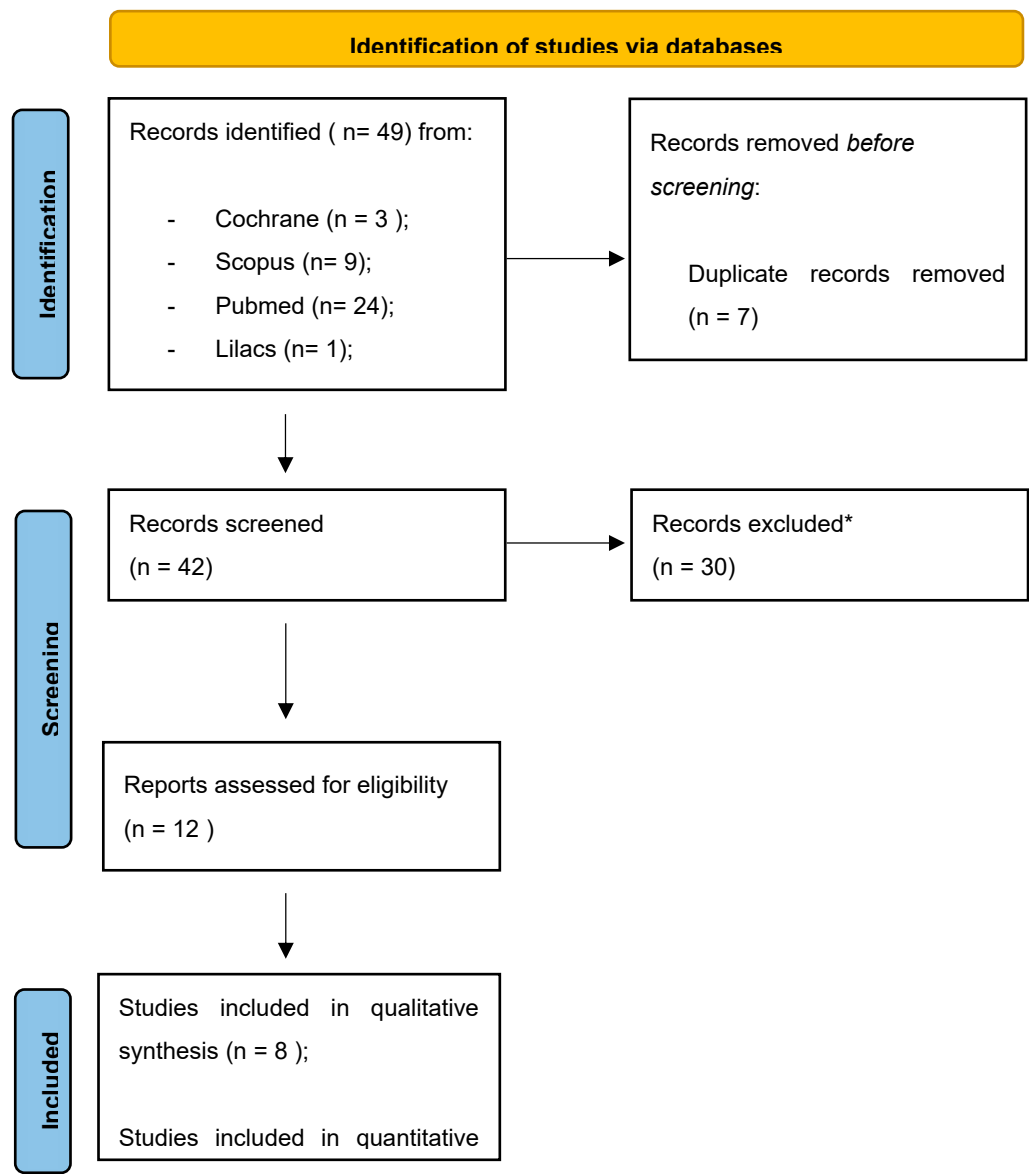 Identification of studies via databases
Identification
Records identified ( n= 49) from:
- Cochrane (n = 3 );
- Scopus (n= 9);
- Pubmed (n= 24);
- Lilacs (n= 1);
Records removed before
screening:
Duplicate records removed
(n = 7)
Screening
Records screened
(n = 42)
Records excluded*
(n = 30)
Reports assessed for eligibility
(n = 12 )
Included
Studies included in qualitative
synthesis (n = 8 );
Studies included in quantitative